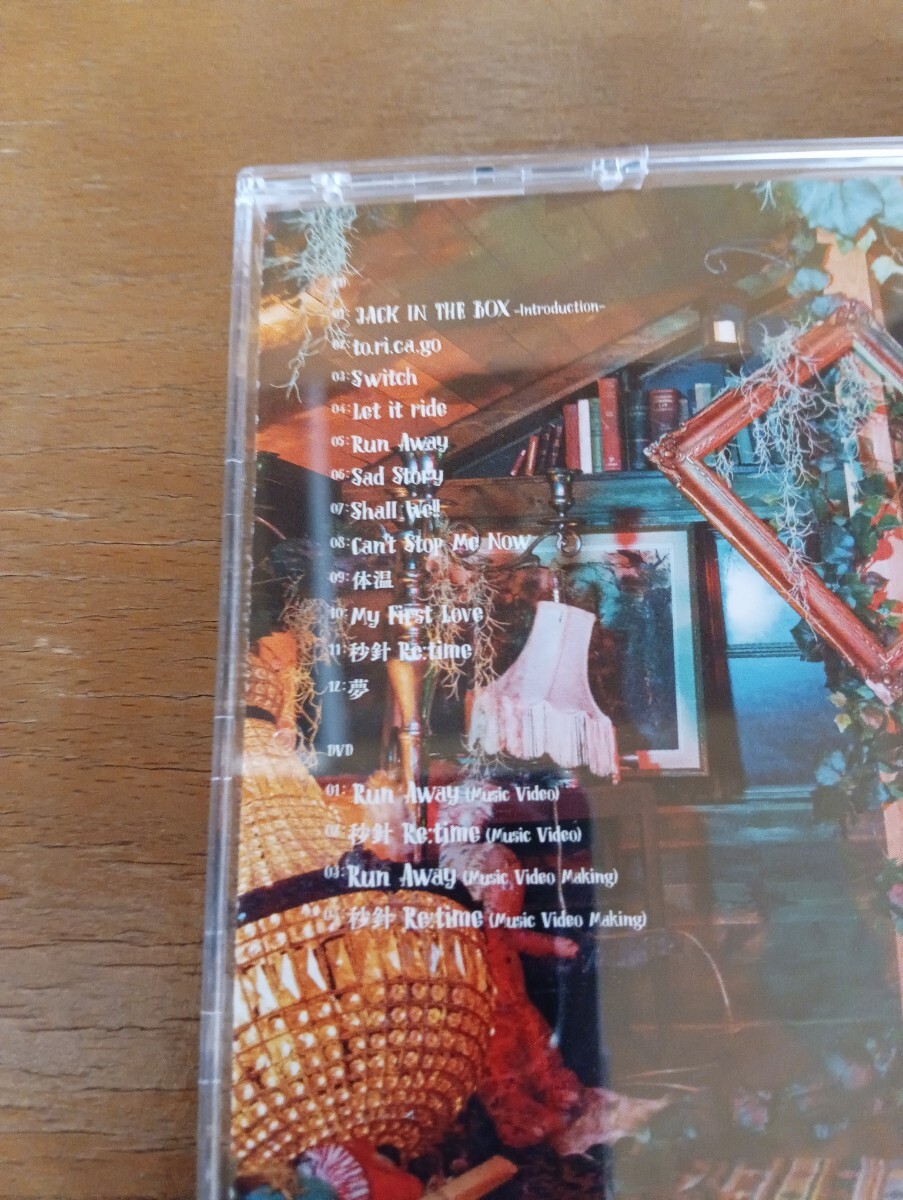 CD
01: JACK IN THE BOX -Introduction-
02: to.ri.ca.go
03: Switch
04: Let it ride
05: Run Away
06: Sad Story
07: Shall We!!
08: Can't Stop Me Now
09: 体温
10: My First Love
11: 秒針 Re:time
12: 夢
DVD
01: Run Away (Music Video)
02: 秒針 Re:time (Music Video)
03: Run Away (Music Video Making)
04: 秒針 Re:time (Music Video Making)